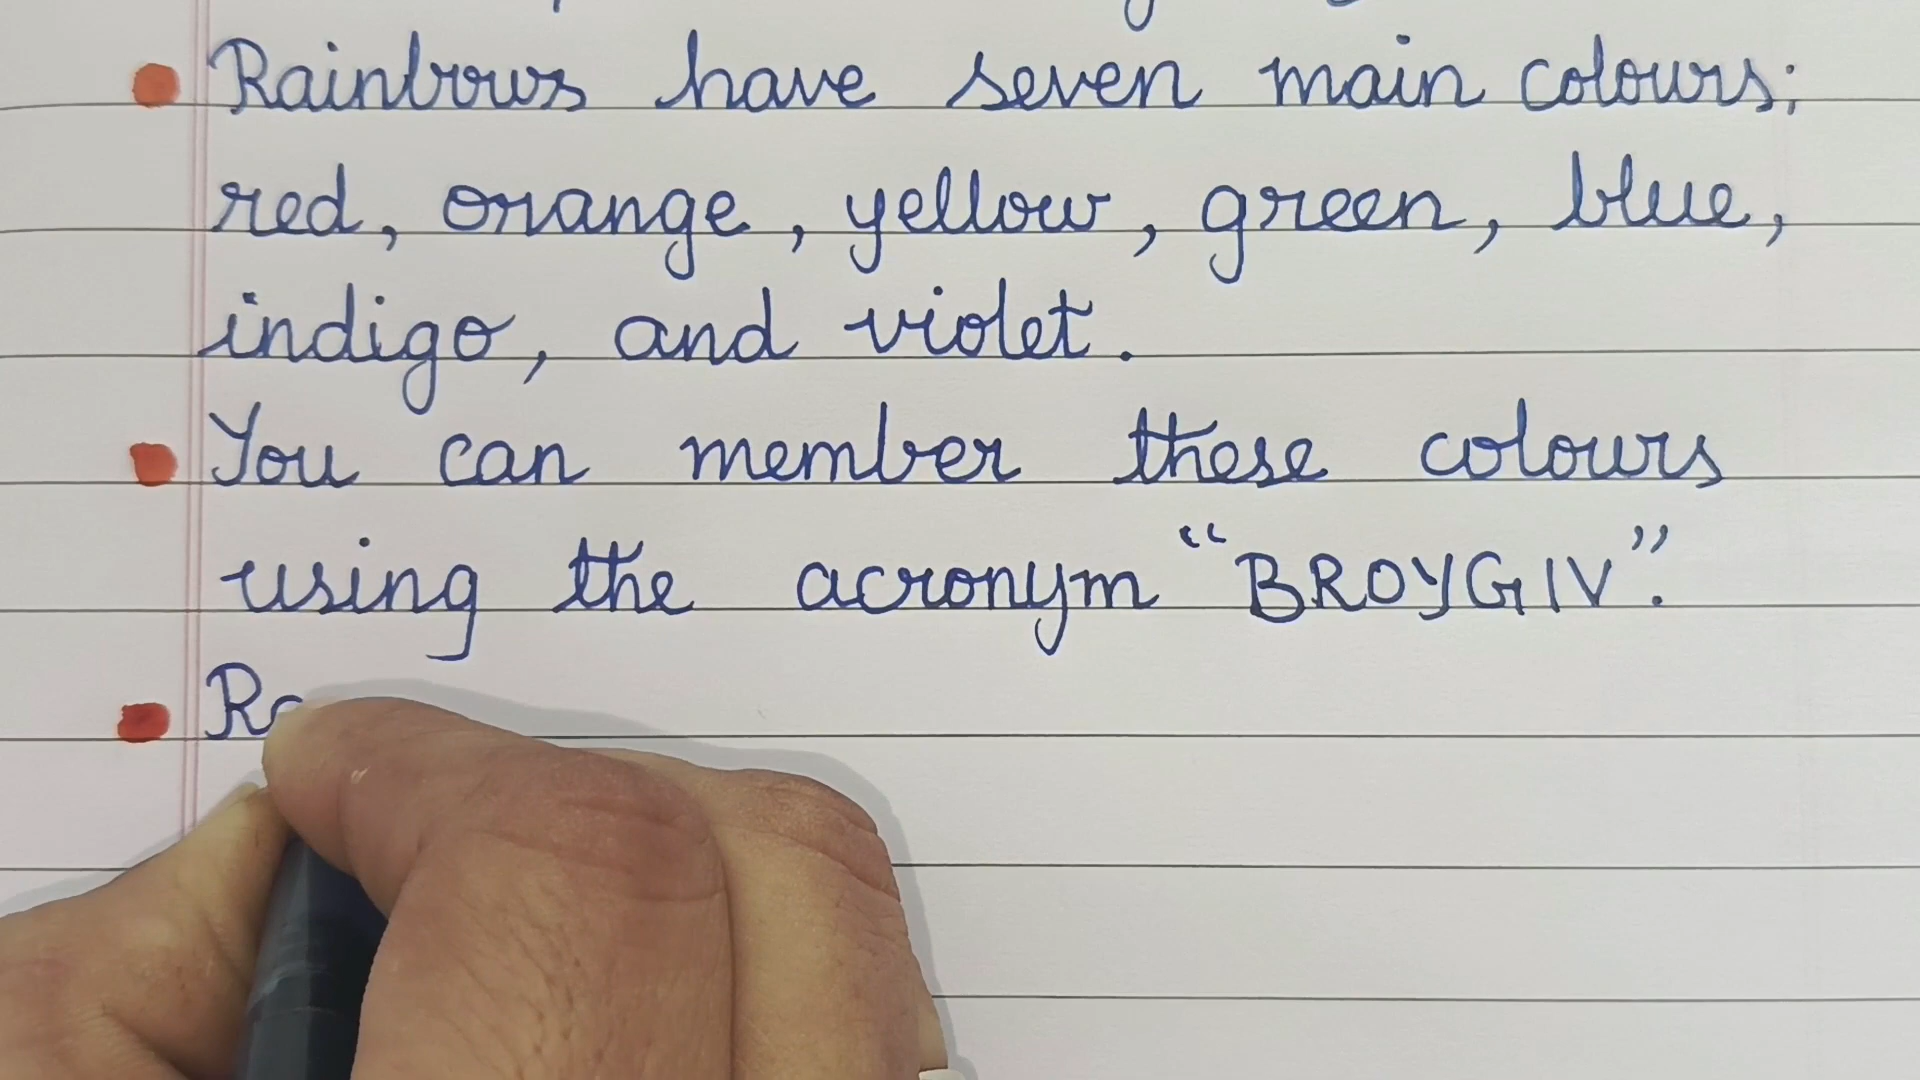 Rainbows have seven main colours;
red, orange, yellow, green, blue,
indigo, and violet.
You can member these colours
using the acronym “BROYGIV”.